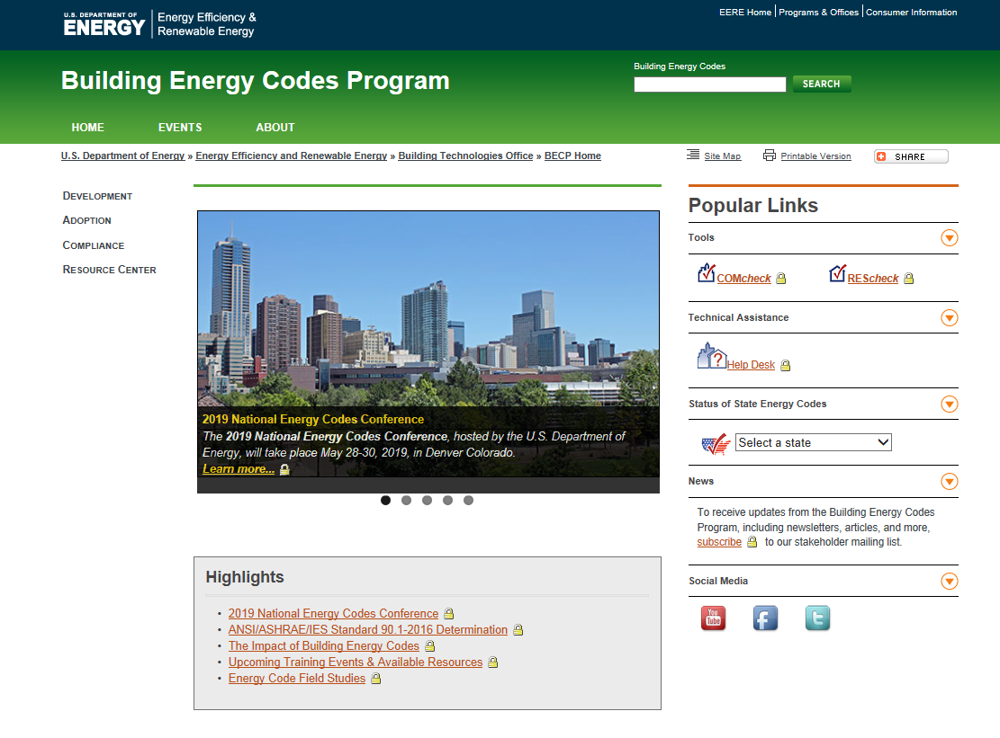 U.S. DEPARTMENT OF
ENERGY
Energy Efficiency &
Renewable Energy
EERE Home
Programs & Offices
Consumer Information
Building Energy Codes Program
Building Energy Codes
SEARCH
HOME
EVENTS
ABOUT
U.S. Department of Energy » Energy Efficiency and Renewable Energy » Building Technologies Office » BECP Home
Site Map
Printable Version
SHARE
DEVELOPMENT
ADOPTION
COMPLIANCE
RESOURCE CENTER
2019 National Energy Codes Conference
The 2019 National Energy Codes Conference, hosted by the U.S. Department of
Energy, will take place May 28-30, 2019, in Denver Colorado.
Learn more...
Highlights
• 2019 National Energy Codes Conference
• ANSI/ASHRAE/IES Standard 90.1-2016 Determination
• The Impact of Building Energy Codes
• Upcoming Training Events & Available Resources
• Energy Code Field Studies
Popular Links
Tools
COMcheck
REScheck
Technical Assistance
?
Help Desk
Status of State Energy Codes
Select a state
News
To receive updates from the Building Energy Codes
Program, including newsletters, articles, and more,
subscribe to our stakeholder mailing list.
Social Media
You
Tube
f
t